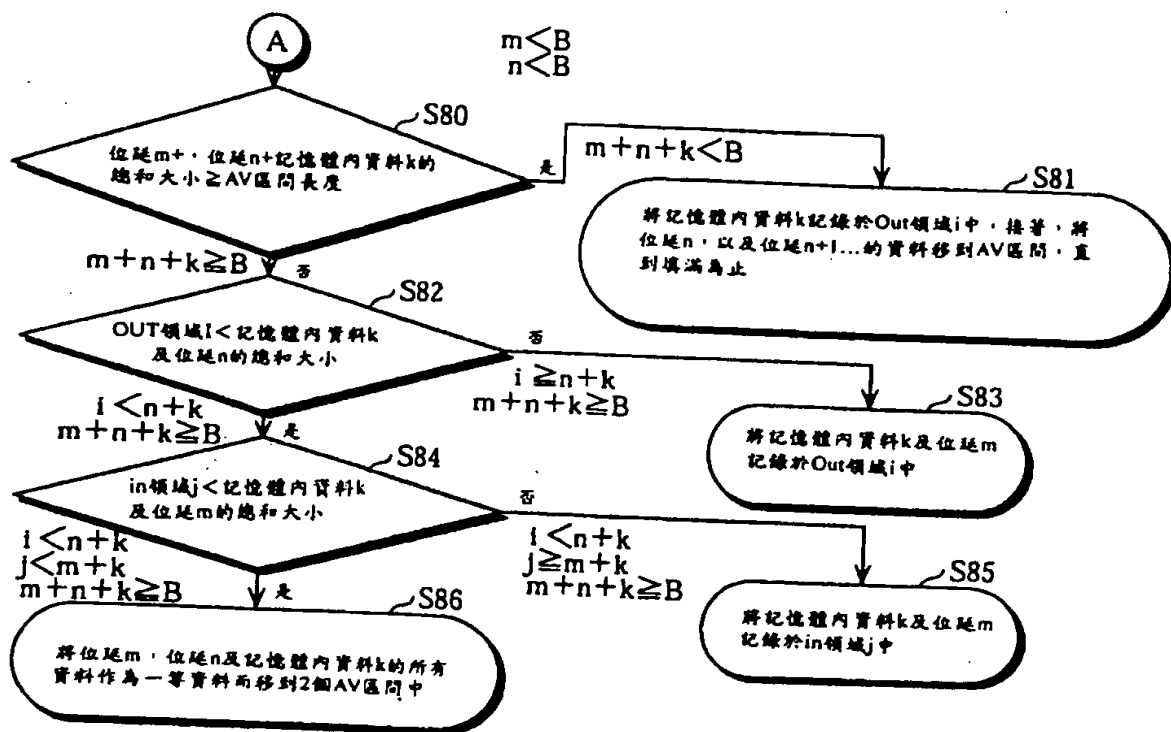 A
m<B
n<B
S80
位延m+，位延n+記憶體內資料k的
總和大小≧AV區間長度
是
m+n+k<B
S81
將記憶體內資料k記錄於Out領域i中，接著，將
位延n，以及位延n+1...的資料移到AV區間，直
到填滿為止
m+n+k≧B
否
S82
OUT領域I<記憶體內資料k
及位延n的總和大小
否
i≧n+k
m+n+k≧B
S83
將記憶體內資料k及位延m
記錄於Out領域i中
i<n+k
m+n+k≧B
是
S84
in領域j<記憶體內資料k
及位延m的總和大小
否
i<n+k
j≧m+k
m+n+k≧B
S85
將記憶體內資料k及位延m
記錄於in領域j中
i<n+k
j<m+k
m+n+k≧B
是
S86
將位延m，位延n及記憶體內資料k的所有
資料作為一等資料而移到2個AV區間中